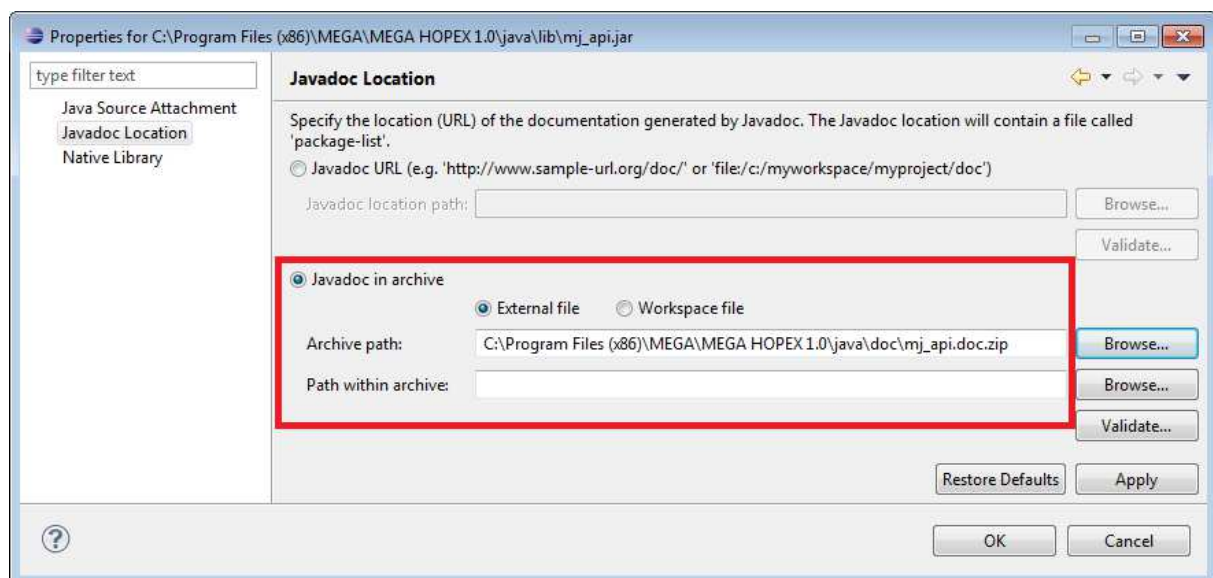 Properties for C:\Program Files (x86)\MEGA\MEGA HOPEX 1.0\java\lib\mj_api.jar
type filter text
Java Source Attachment
Javadoc Location
Native Library
Javadoc Location
Specify the location (URL) of the documentation generated by Javadoc. The Javadoc location will contain a file called
'package-list'.
Javadoc URL (e.g. 'http://www.sample-url.org/doc/' or 'file:/c:/myworkspace/myproject/doc')
Javadoc location path:
Browse...
Validate...
Javadoc in archive
External file Workspace file
Archive path: C:\Program Files (x86)\MEGA\MEGA HOPEX 1.0\java\doc\mj_api.doc.zip Browse...
Path within archive: Browse...
Validate...
Restore Defaults Apply
OK Cancel